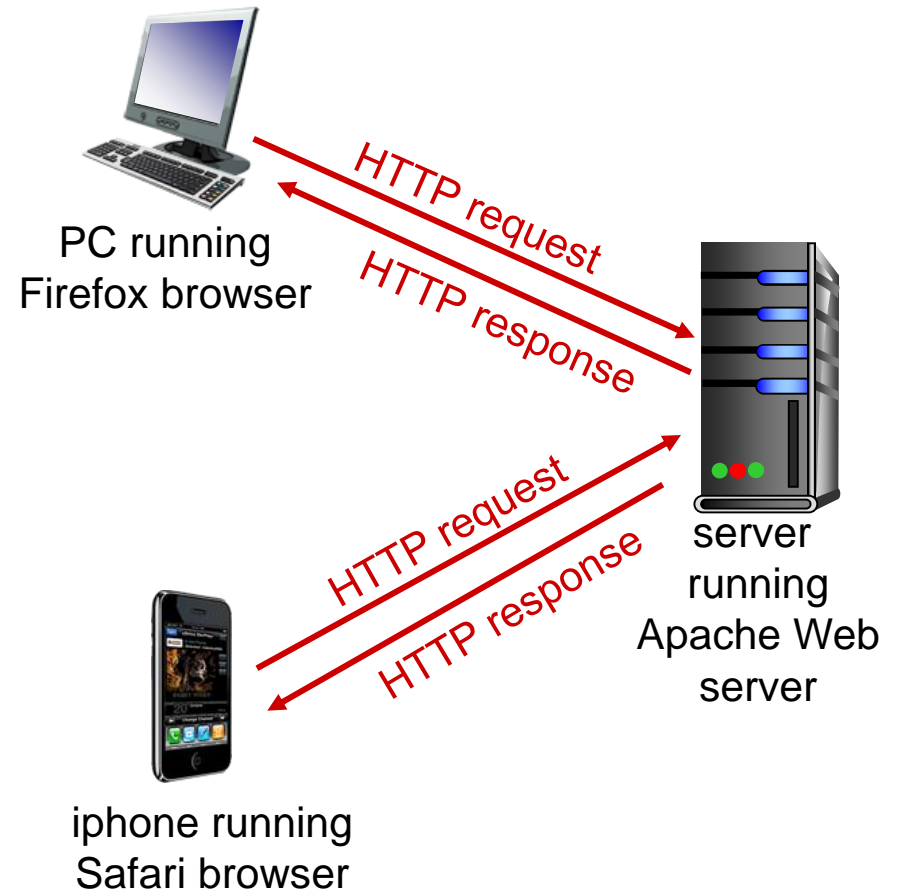 HTTP request
HTTP response
PC running
Firefox browser
HTTP request
HTTP response
server
running
Apache Web
server
iphone running
Safari browser